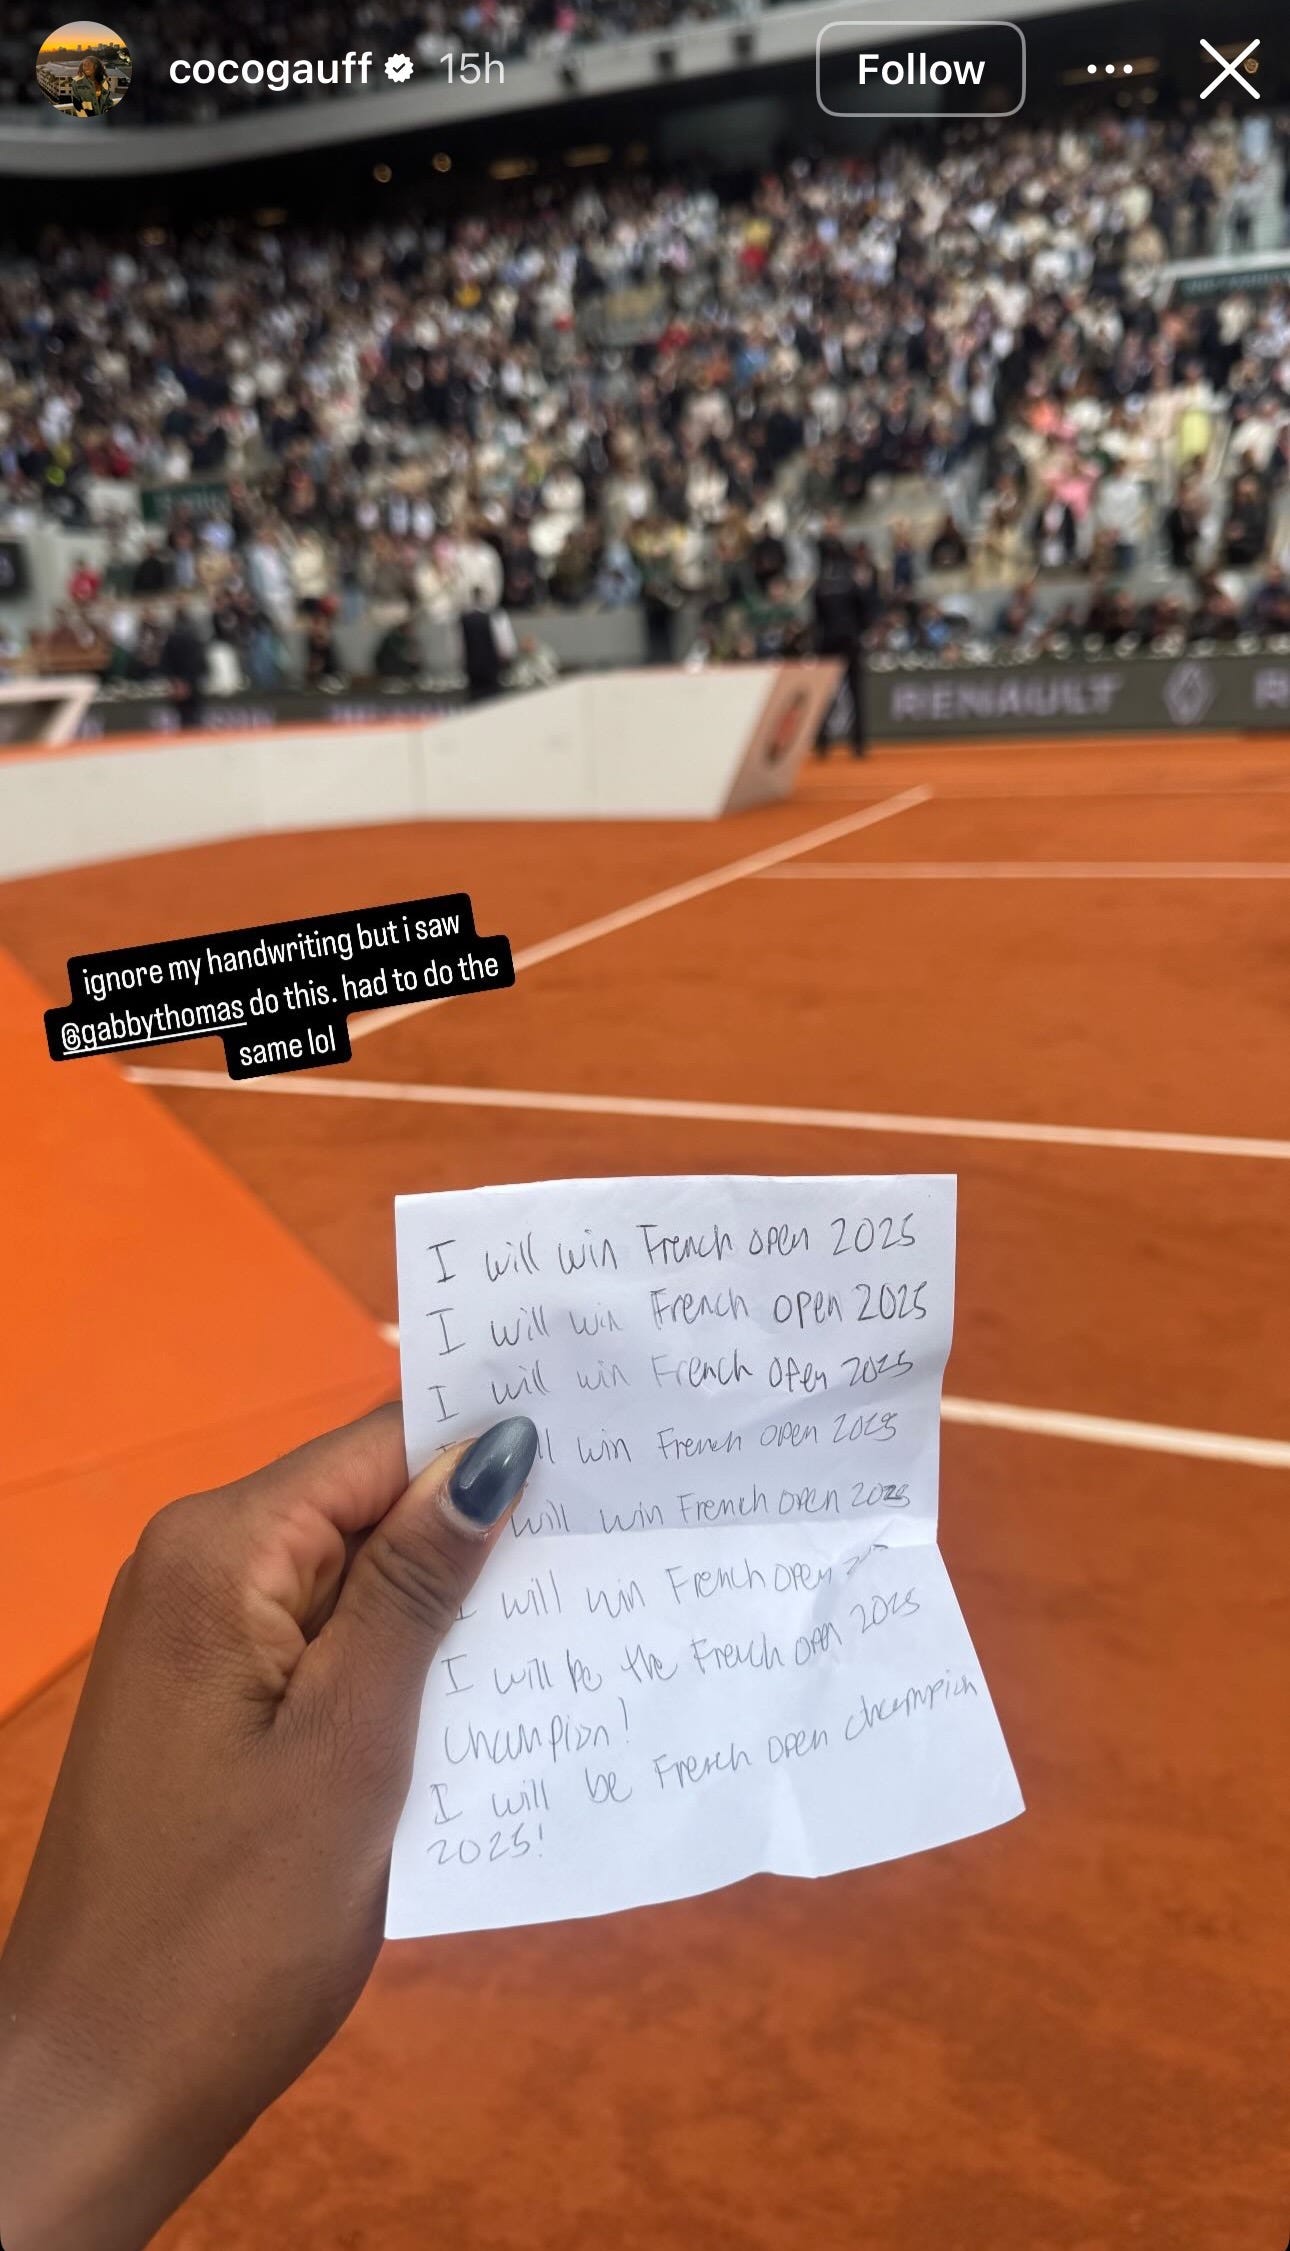 cocogauff 15h Follow
ignore my handwriting but i saw
@gabbythomas do this. had to do the
same lol
RENAULT
I will win French open 2025
I will win French open 2025
I will win French open 2025
ll win French open 2025
will win French open 2025
I will win French open
I will be the French open 2025
Champion!
I will be French open champion
2025!